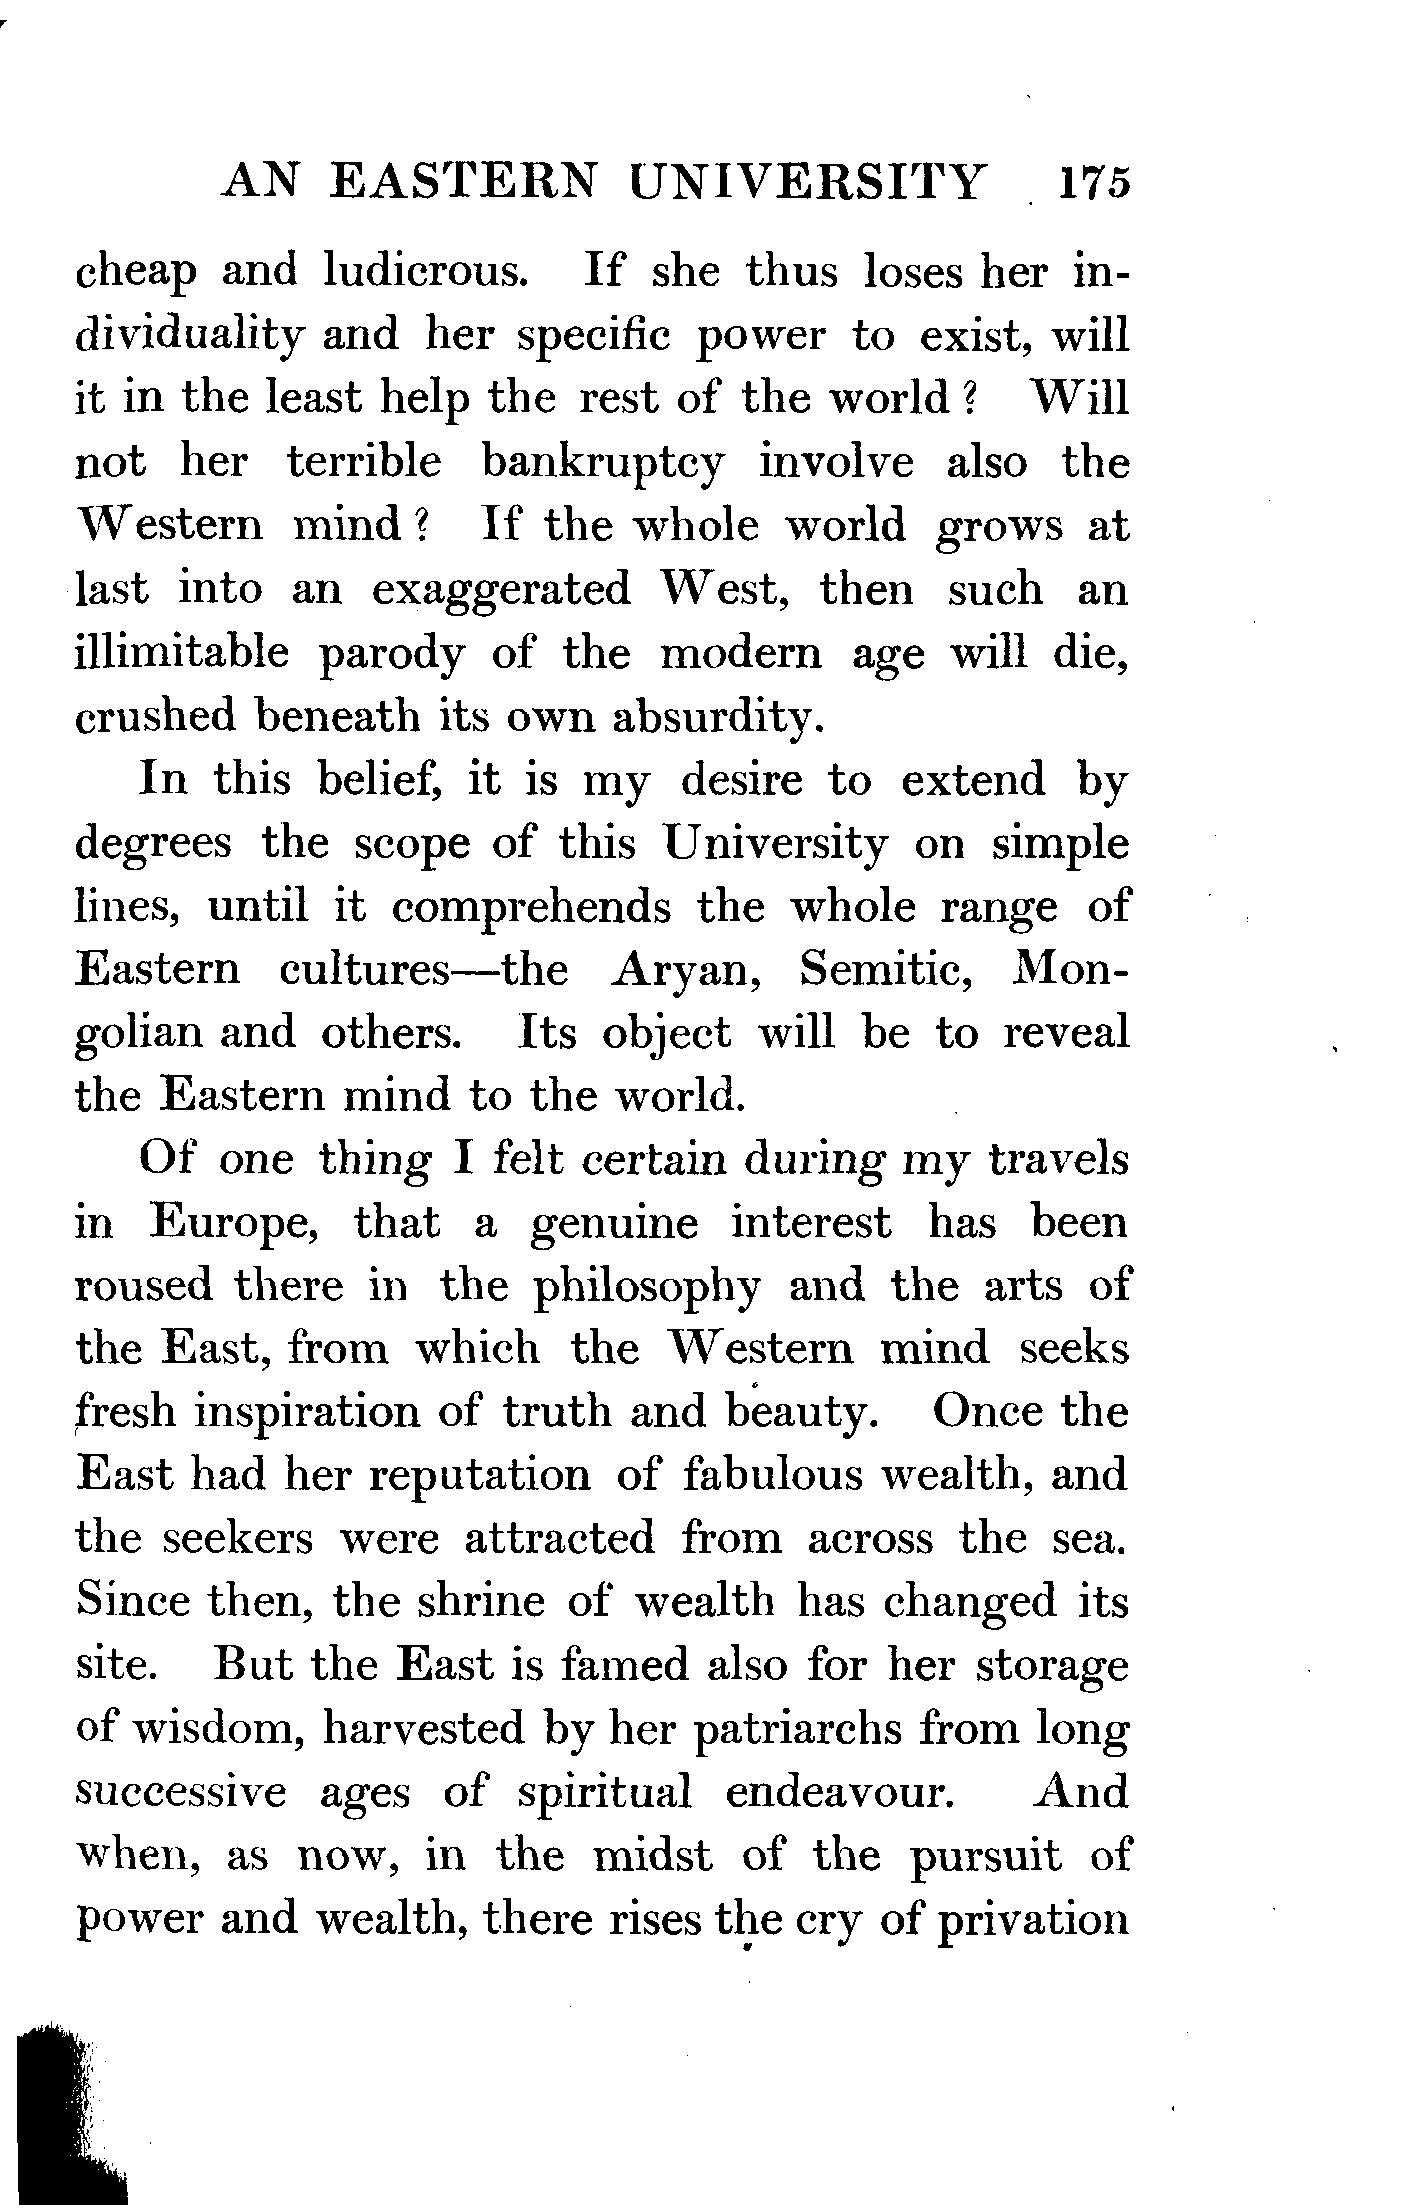 AN EASTERN UNIVERSITY 175
cheap and ludicrous. If she thus loses her in-
dividuality and her specific power to exist, will
it in the least help the rest of the world ? Will
not her terrible bankruptcy involve also the
Western mind ? If the whole world grows at
last into an exaggerated West, then such an
illimitable parody of the modern age will die,
crushed beneath its own absurdity.
In this belief, it is my desire to extend by
degrees the scope of this University on simple
lines, until it comprehends the whole range of
Eastern cultures—the Aryan, Semitic, Mon-
golian and others. Its object will be to reveal
the Eastern mind to the world.
Of one thing I felt certain during my travels
in Europe, that a genuine interest has been
roused there in the philosophy and the arts of
the East, from which the Western mind seeks
fresh inspiration of truth and beauty. Once the
East had her reputation of fabulous wealth, and
the seekers were attracted from across the sea.
Since then, the shrine of wealth has changed its
site. But the East is famed also for her storage
of wisdom, harvested by her patriarchs from long
successive ages of spiritual endeavour. And
when, as now, in the midst of the pursuit of
power and wealth, there rises the cry of privation